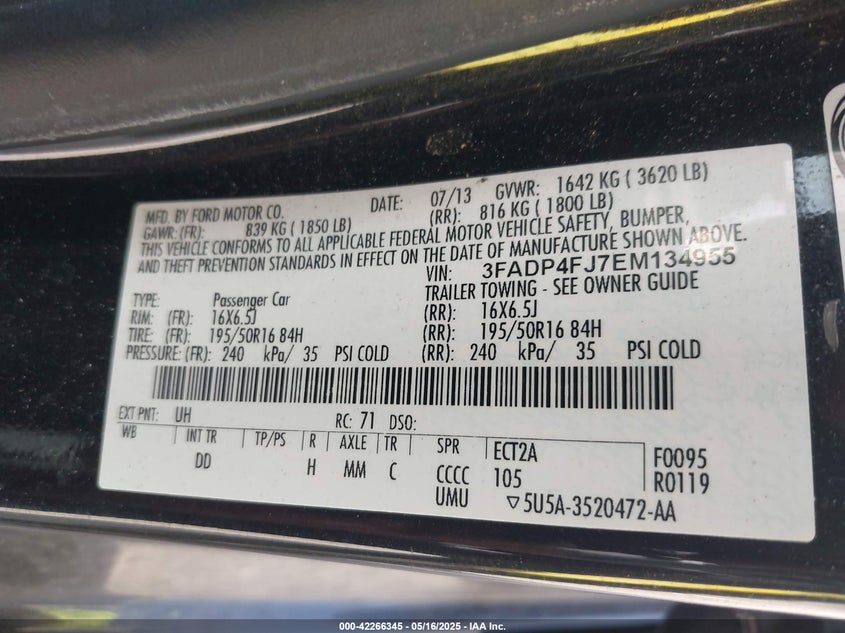 MFD. BY FORD MOTOR CO. DATE: 07/13 GVWR: 1642 KG ( 3620 LB)
GAWR: (FR): 839 KG ( 1850 LB) (RR): 816 KG ( 1800 LB)
THIS VEHICLE CONFORMS TO ALL APPLICABLE FEDERAL MOTOR VEHICLE SAFETY, BUMPER,
AND THEFT PREVENTION STANDARDS IN EFFECT ON THE DATE OF MANUFACTURE SHOWN ABOVE
VIN: 3FADP4FJ7EM134955
TYPE: Passenger Car TRAILER TOWING - SEE OWNER GUIDE
RIM: (FR): 16X6.5J (RR): 16X6.5J
TIRE: (FR): 195/50R16 84H (RR): 195/50R16 84H
PRESSURE: (FR): 240 kPa/ 35 PSI COLD (RR): 240 kPa/ 35 PSI COLD
EXT PNT: UH RC: 71 DSO:
WB INT TR TP/PS R AXLE TR SPR ECT2A F0095
DD H MM C CCCC 105 R0119
UMU ▽5U5A-3520472-AA
000-42266345 - 05/16/2025 - IAA Inc.